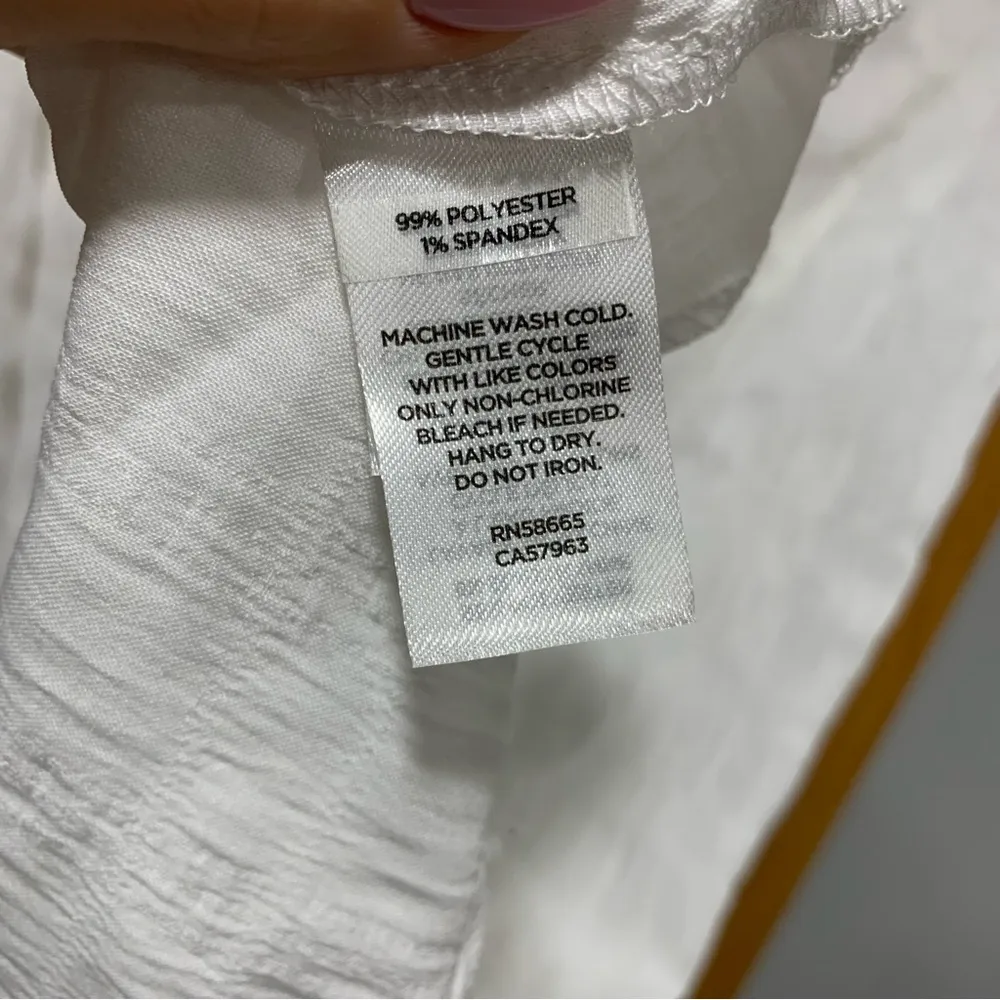 99% POLYESTER
1% SPANDEX
MACHINE WASH COLD.
GENTLE CYCLE
WITH LIKE COLORS
ONLY NON-CHLORINE
BLEACH IF NEEDED.
HANG TO DRY.
DO NOT IRON.
RN58665
CA57963